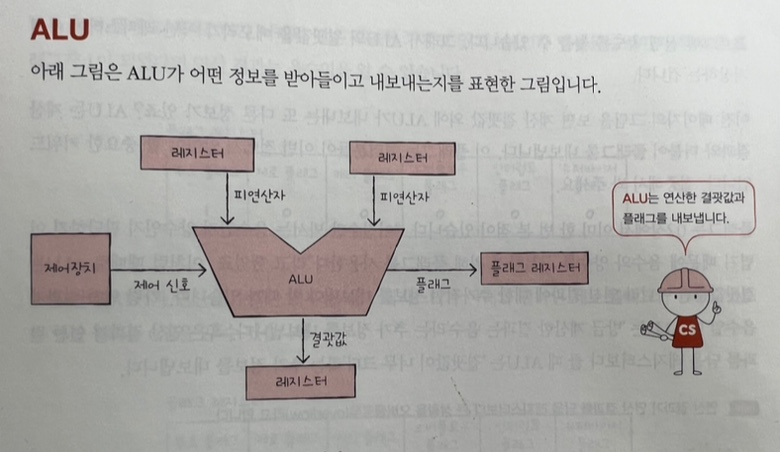 ALU
아래 그림은 ALU가 어떤 정보를 받아들이고 내보내는지를 표현한 그림입니다.
레지스터
레지스터
피연산자
피연산자
ALU는 연산한 결괏값과
플래그를 내보냅니다.
제어장치
제어 신호
ALU
플래그
플래그 레지스터
결괏값
레지스터
CS